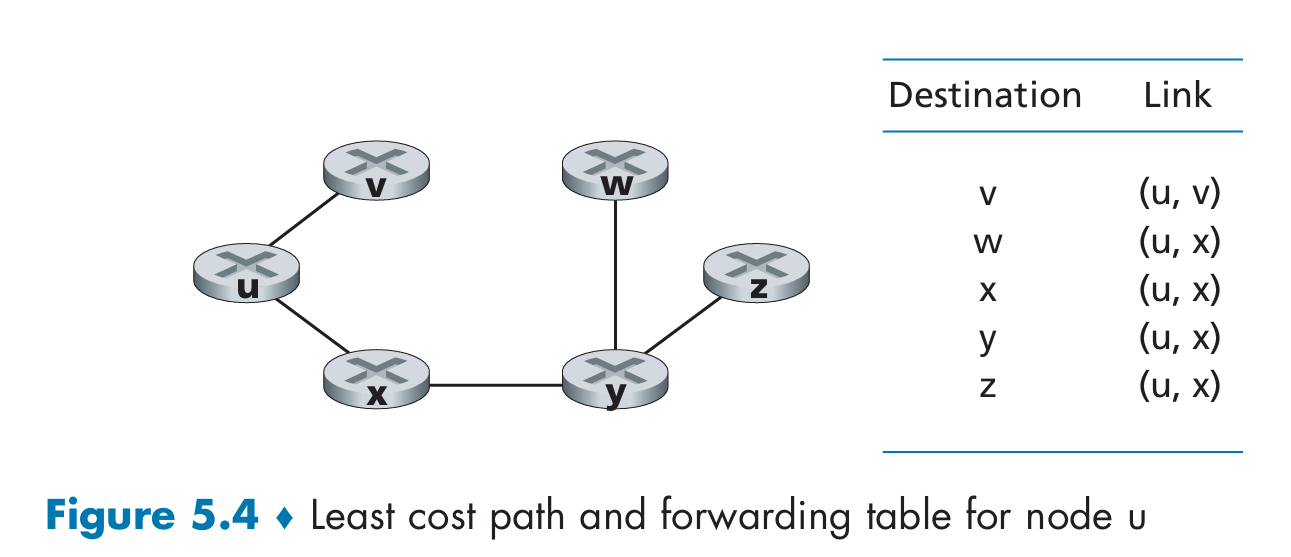 Destination Link
v (u, v)
w (u, x)
x (u, x)
y (u, x)
z (u, x)
v
w
u
z
x
y
Figure 5.4 ♦ Least cost path and forwarding table for node u